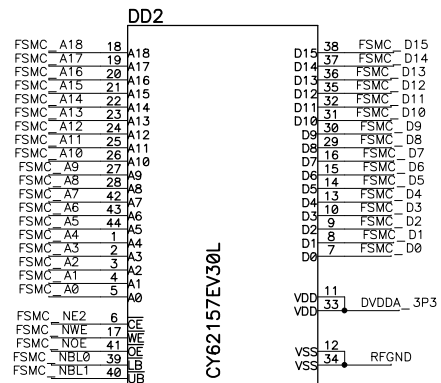 DD2
FSMC_A18 18 A18
FSMC_A17 19 A17
FSMC_A16 20 A16
FSMC_A15 21 A15
FSMC_A14 22 A14
FSMC_A13 23 A13
FSMC_A12 24 A12
FSMC_A11 25 A11
FSMC_A10 26 A10
FSMC_A9 27 A9
FSMC_A8 28 A8
FSMC_A7 42 A7
FSMC_A6 43 A6
FSMC_A5 44 A5
FSMC_A4 1 A4
FSMC_A3 2 A3
FSMC_A2 3 A2
FSMC_A1 4 A1
FSMC_A0 5 A0
FSMC_NE2 6 CE
FSMC_NWE 17 WE
FSMC_NOE 41 OE
FSMC_NBL0 39 LB
FSMC_NBL1 40 UB
CY62157EV30L
D15 38 FSMC_D15
D14 37 FSMC_D14
D13 36 FSMC_D13
D12 35 FSMC_D12
D11 32 FSMC_D11
D10 31 FSMC_D10
D9 30 FSMC_D9
D8 29 FSMC_D8
D7 16 FSMC_D7
D6 15 FSMC_D6
D5 14 FSMC_D5
D4 13 FSMC_D4
D3 10 FSMC_D3
D2 9 FSMC_D2
D1 8 FSMC_D1
D0 7 FSMC_D0
VDD 11
VDD 33 DVDDA_3P3
VSS 12
VSS 34 RFGND